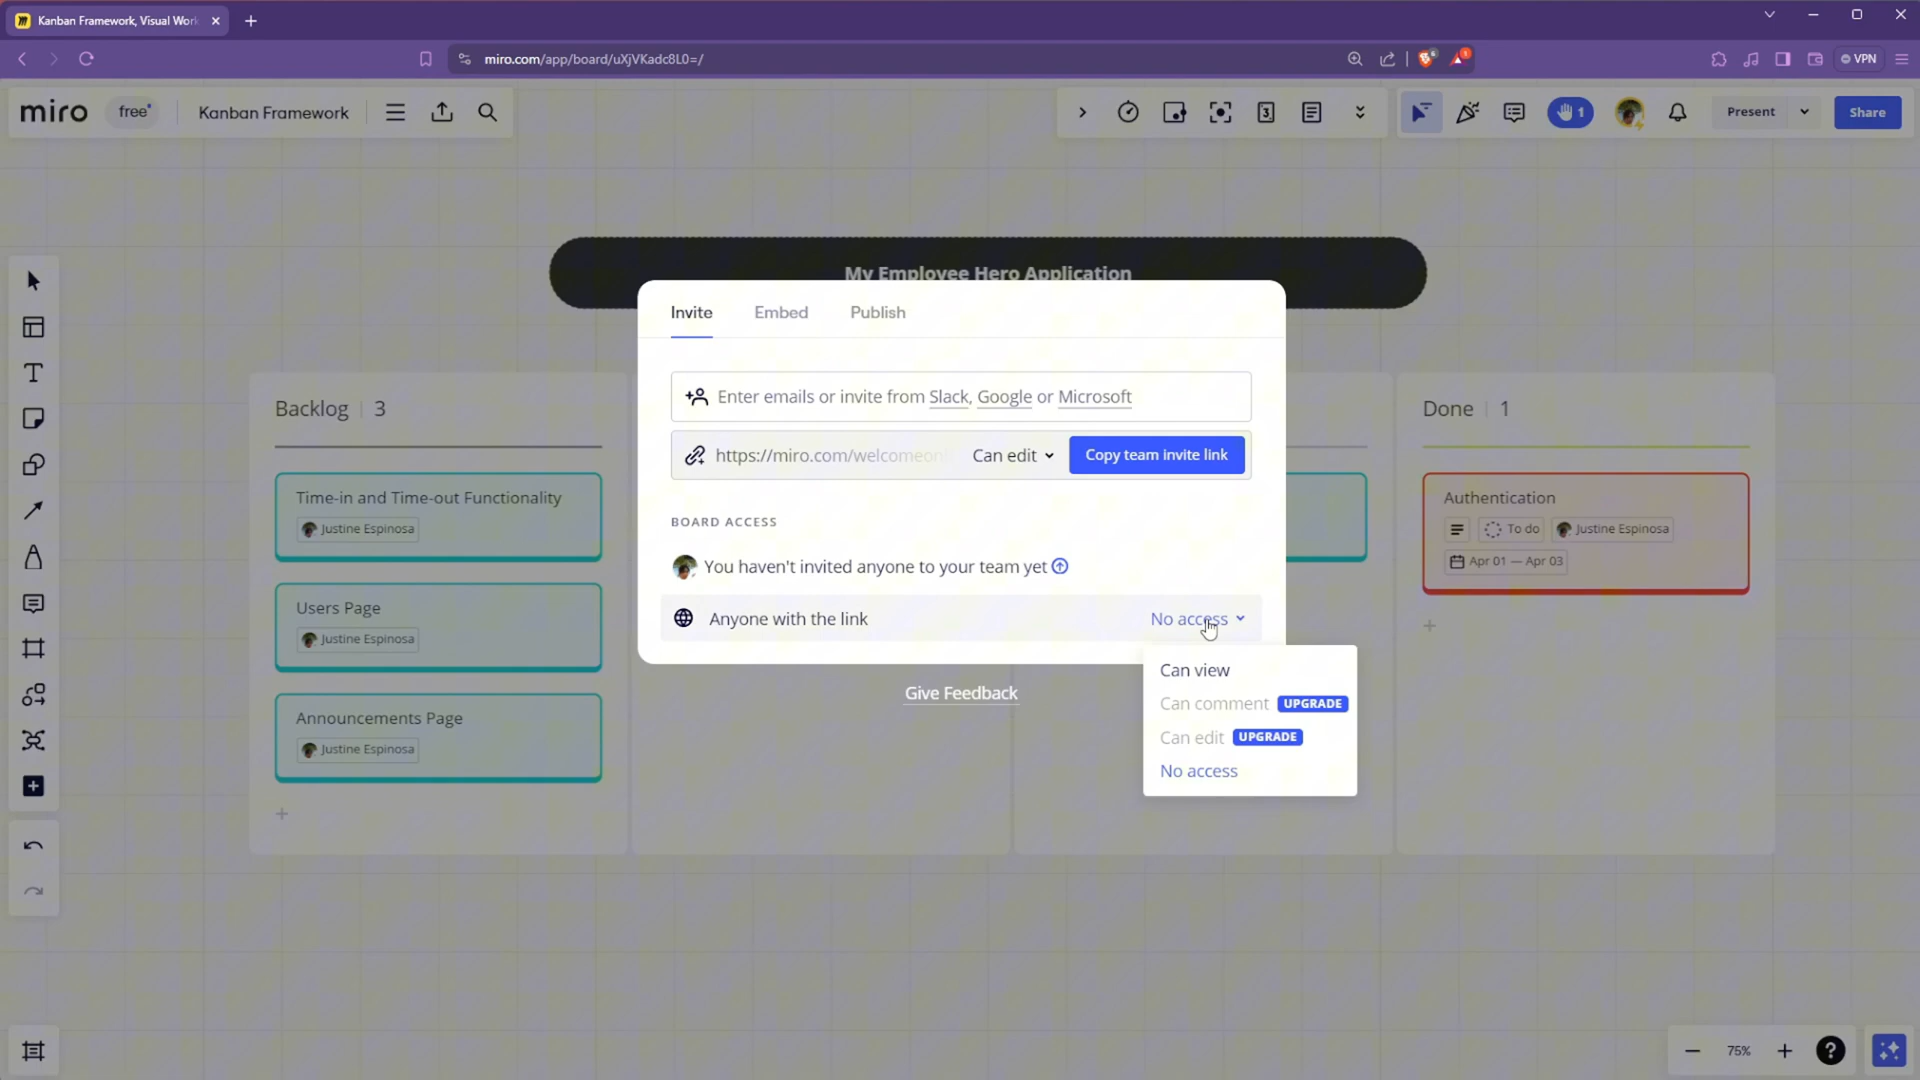 Kanban Framework, Visual Work
miro.com/app/board/uXjVKadc8L0=/
6
1
VPN
miro
free
Kanban Framework
3
1
Present
Share
My Employee Hero Application
Invite
Embed
Publish
Enter emails or invite from Slack, Google or Microsoft
https://miro.com/welcomeon
Can edit
Copy team invite link
BOARD ACCESS
You haven't invited anyone to your team yet
Anyone with the link
No access
Can view
Can comment UPGRADE
Can edit UPGRADE
No access
Give Feedback
Backlog 3
Time-in and Time-out Functionality
Justine Espinosa
Users Page
Justine Espinosa
Announcements Page
Justine Espinosa
Done 1
Authentication
To do
Justine Espinosa
Apr 01 — Apr 03
75%